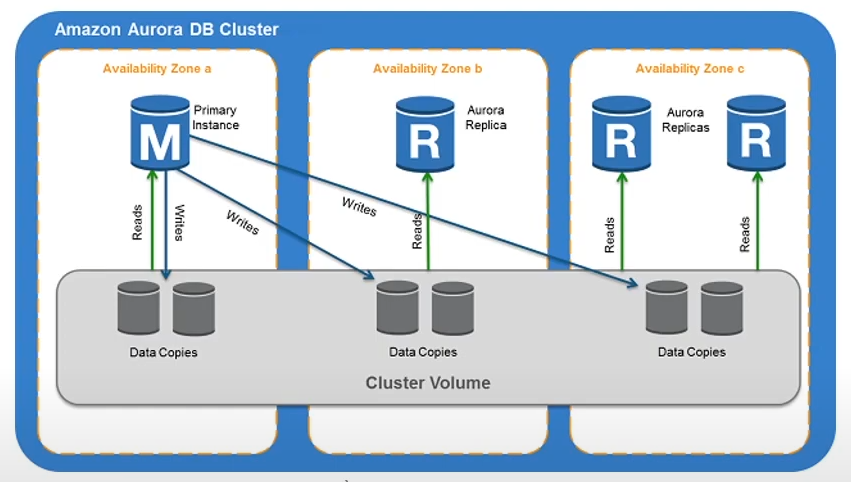 Amazon Aurora DB Cluster
Availability Zone a
Availability Zone b
Availability Zone c
Primary
Instance
M
Aurora
Replica
R
R
Aurora
Replicas
R
Reads
Writes
Writes
Writes
Reads
Reads
Reads
Data Copies
Data Copies
Data Copies
Cluster Volume